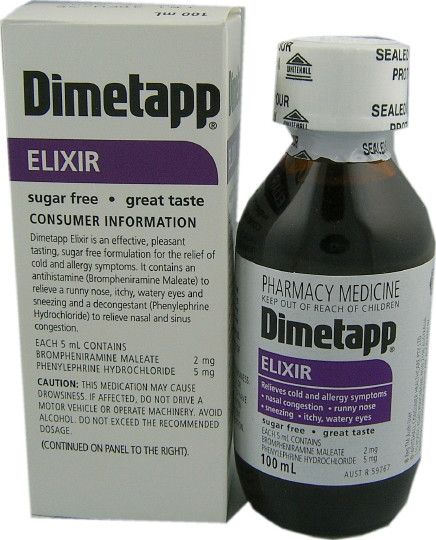 100 mL
Dimetapp®
ELIXIR
sugar free • great taste
CONSUMER INFORMATION
Dimetapp Elixir is an effective, pleasant
tasting, sugar free formulation for the relief of
cold and allergy symptoms. It contains an
antihistamine (Brompheniramine Maleate) to
relieve a runny nose, itchy, watery eyes and
sneezing and a decongestant (Phenylephrine
Hydrochloride) to relieve nasal and sinus
congestion.
EACH 5 mL CONTAINS
BROMPHENIRAMINE MALEATE 2 mg
PHENYLEPHRINE HYDROCHLORIDE 5 mg
CAUTION: THIS MEDICATION MAY CAUSE
DROWSINESS. IF AFFECTED, DO NOT DRIVE A
MOTOR VEHICLE OR OPERATE MACHINERY. AVOID
ALCOHOL. DO NOT EXCEED THE RECOMMENDED
DOSAGE.
(CONTINUED ON PANEL TO THE RIGHT).
OUR
WHITEHALL
SEALED
PROT
OUR
WHITEHALL
SEALED
PROT
SEALED
PHARMACY MEDICINE
KEEP OUT OF REACH OF CHILDREN
Dimetapp®
ELIXIR
Relieves cold and allergy symptoms
• nasal congestion • runny nose
• sneezing • itchy, watery eyes
sugar free • great taste
EACH 5 mL CONTAINS
BROMPHENIRAMINE MALEATE 2 mg
PHENYLEPHRINE HYDROCHLORIDE 5 mg
100 mL
AUST R 59267